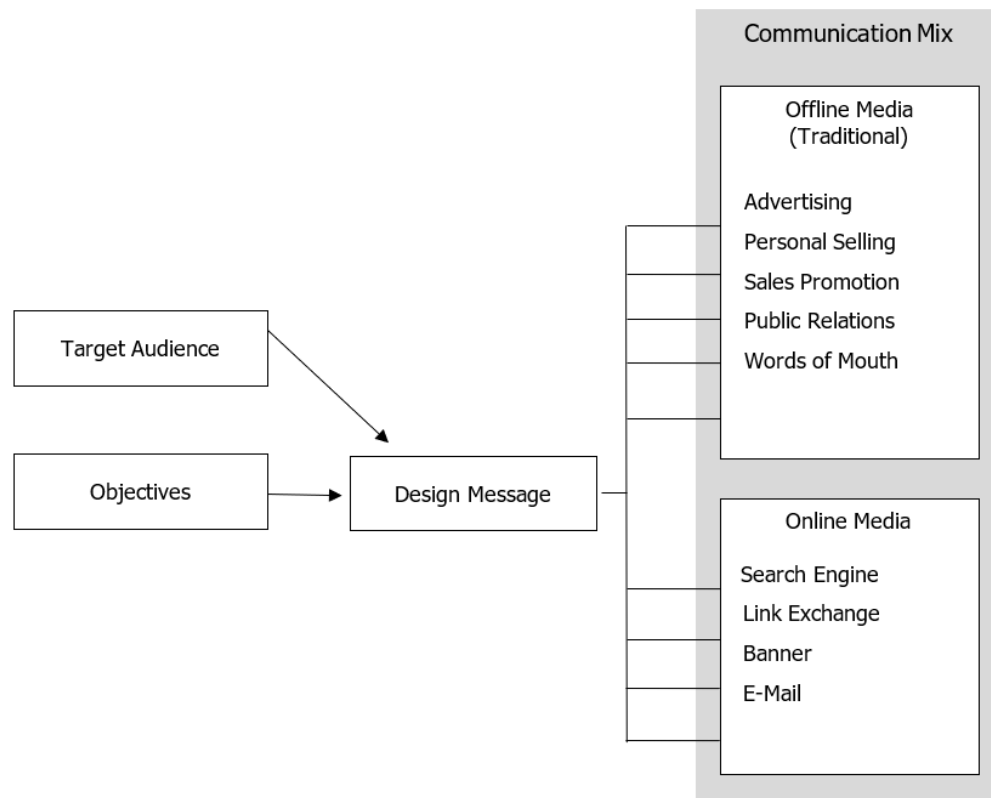 Communication Mix
Offline Media
(Traditional)
Advertising
Personal Selling
Sales Promotion
Public Relations
Words of Mouth
Target Audience
Objectives
Design Message
Online Media
Search Engine
Link Exchange
Banner
E-Mail